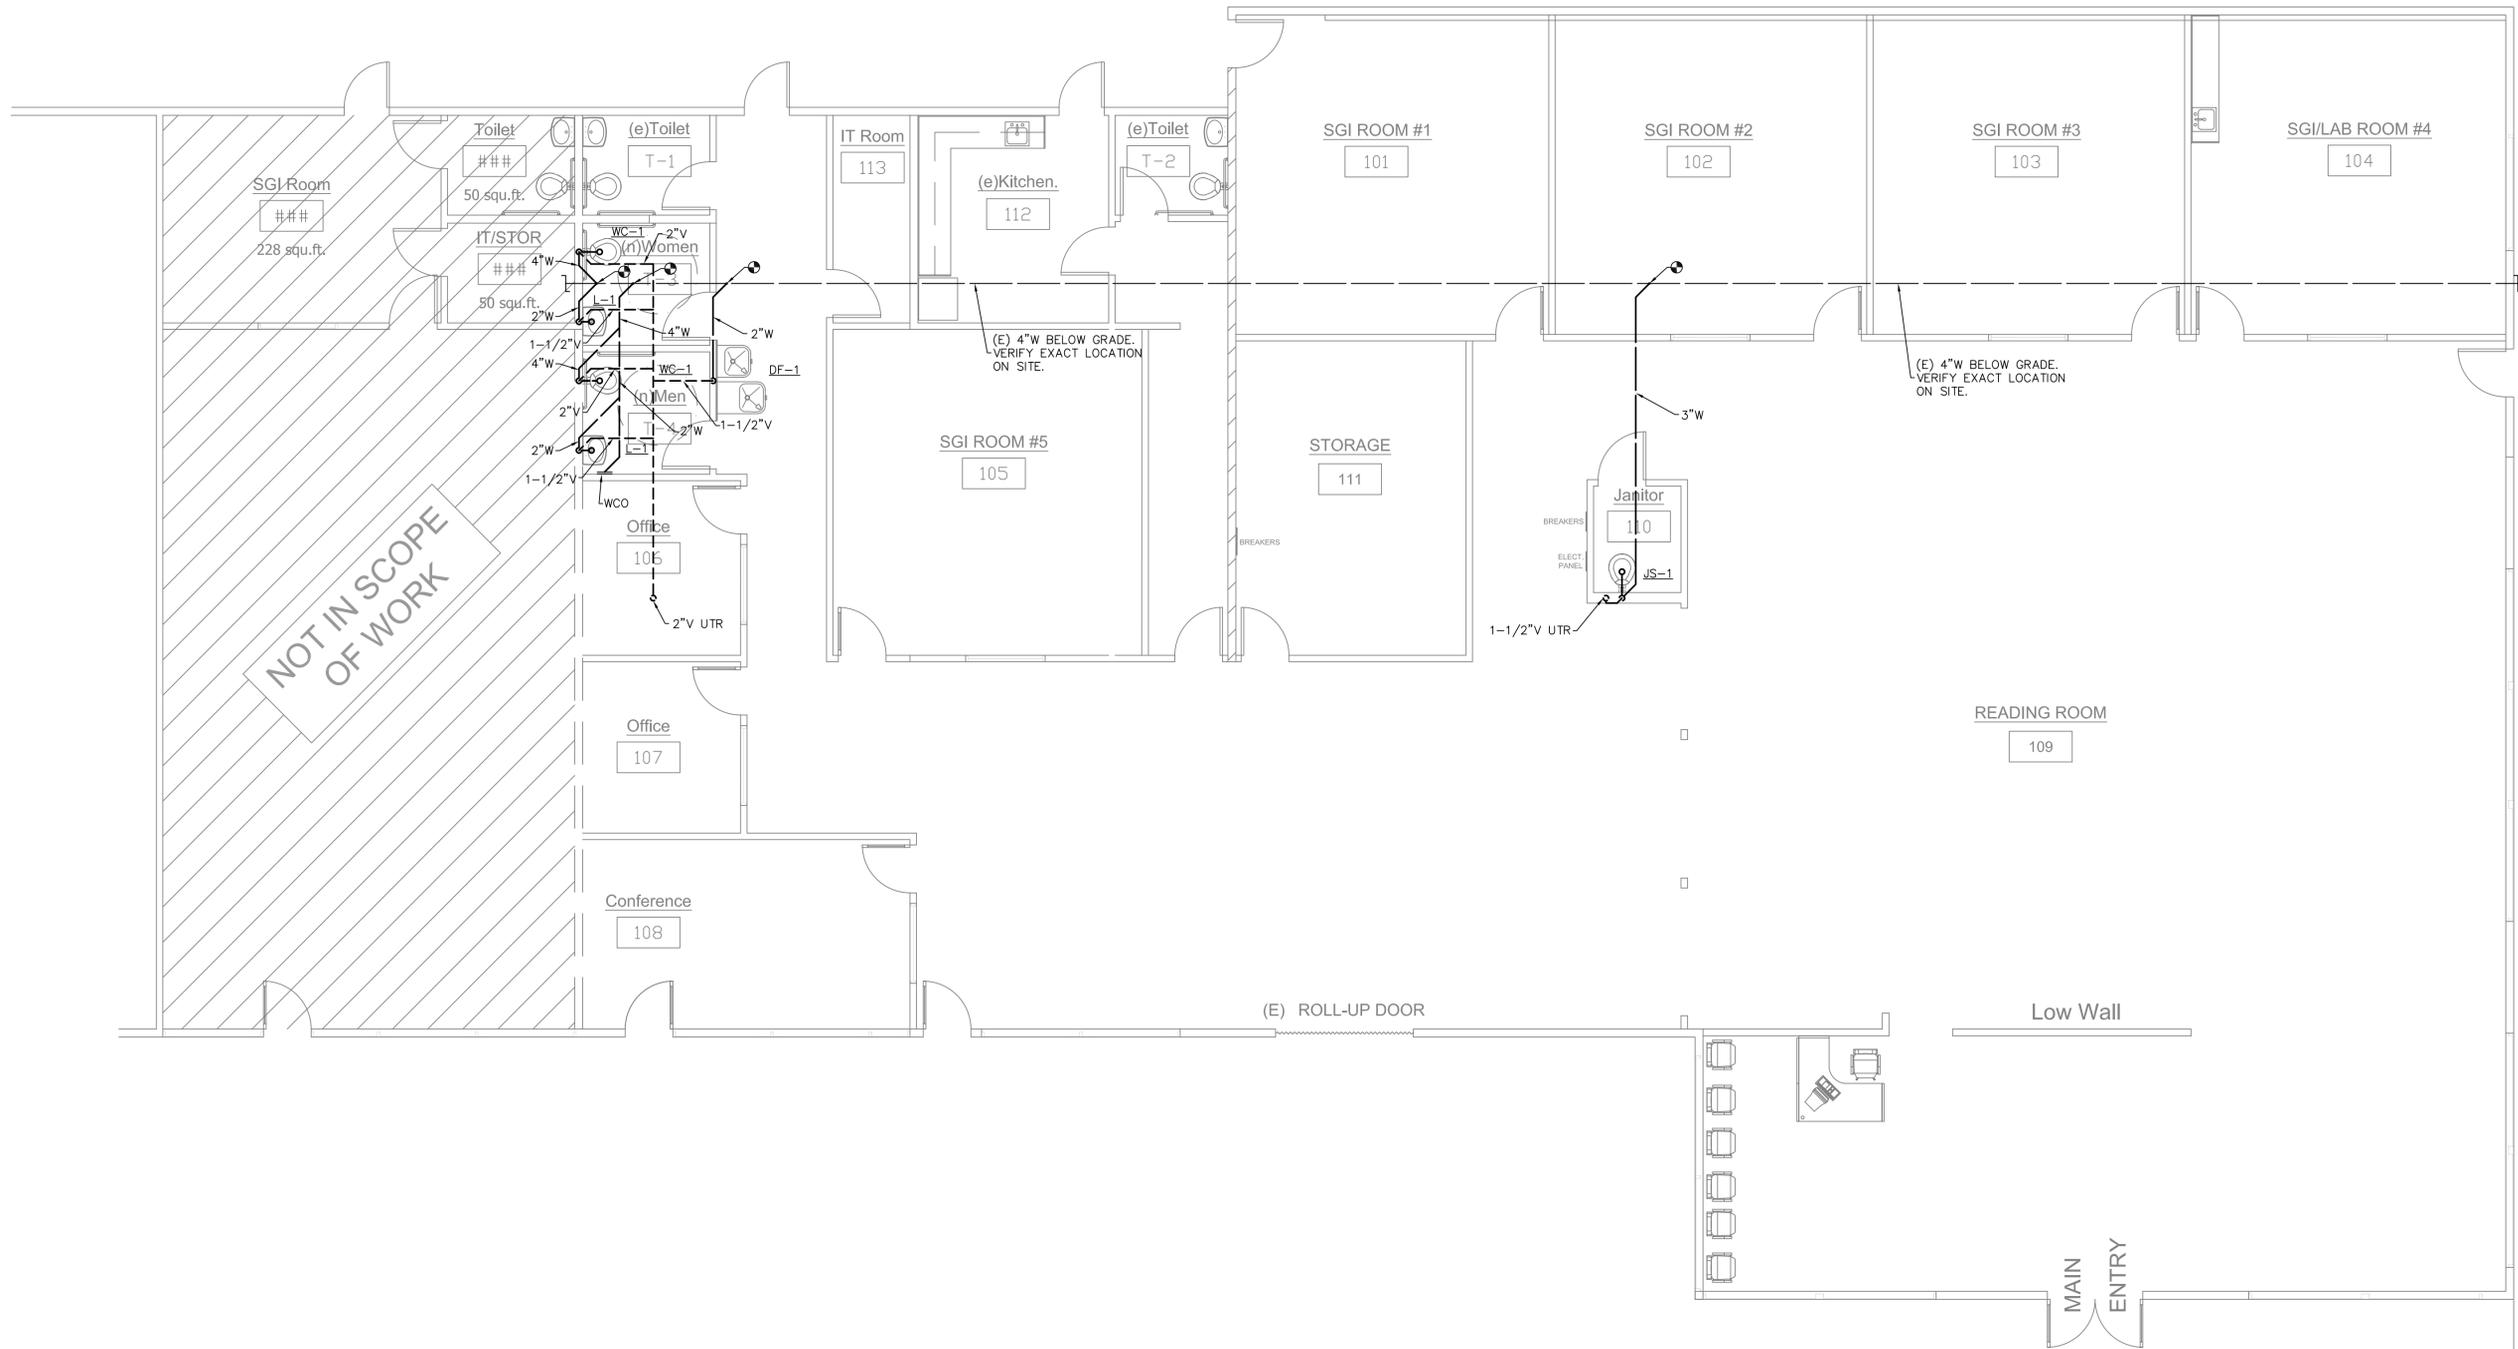 Toilet
###
50 squ.ft.
(e)Toilet
T-1
IT Room
113
(e)Kitchen.
112
(e)Toilet
T-2
SGI ROOM #1
101
SGI ROOM #2
102
SGI ROOM #3
103
SGI/LAB ROOM #4
104
SGI Room
###
228 squ.ft.
IT/STOR
###
50 squ.ft.
WC-1
2"V
(n)Women
T-3
4"W
L-1
2"W
1-1/2"V
4"W
2"W
4"W
WC-1
DF-1
2"V
(n)Men
T-4
2"W
1-1/2"V
2"W
L-1
1-1/2"V
WCO
(E) 4"W BELOW GRADE.
VERIFY EXACT LOCATION
ON SITE.
(E) 4"W BELOW GRADE.
VERIFY EXACT LOCATION
ON SITE.
3"W
SGI ROOM #5
105
STORAGE
111
BREAKERS
Janitor
110
BREAKERS
ELECT.
PANEL
JS-1
1-1/2"V UTR
Office
106
2"V UTR
NOT IN SCOPE
OF WORK
Office
107
READING ROOM
109
Conference
108
(E) ROLL-UP DOOR
Low Wall
MAIN
ENTRY